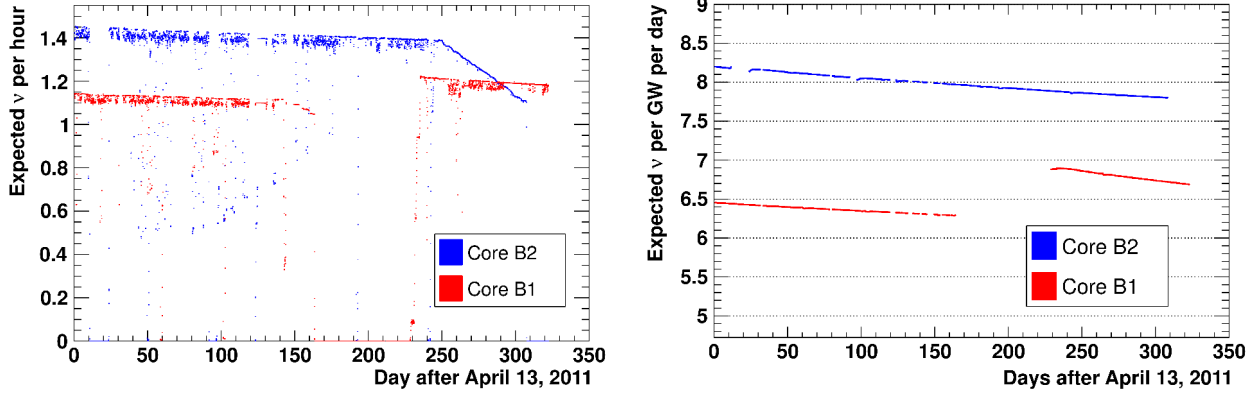 Expected ν per hour
1.4
1.2
1
0.8
0.6
0.4
0.2
0
0 50 100 150 200 250 300 350
Day after April 13, 2011
Core B2
Core B1
Expected ν per GW per day
9
8.5
8
7.5
7
6.5
6
5.5
5
0 50 100 150 200 250 300 350
Days after April 13, 2011
Core B2
Core B1